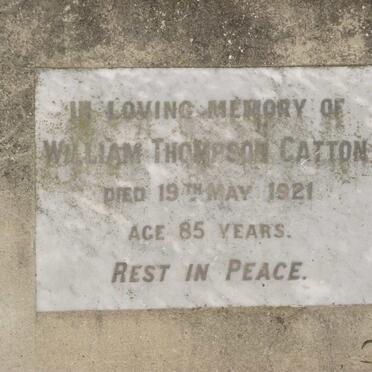 IN LOVING MEMORY OF
WILLIAM THOMPSON CATTON
DIED 19TH MAY 1921
AGE 85 YEARS.
REST IN PEACE.